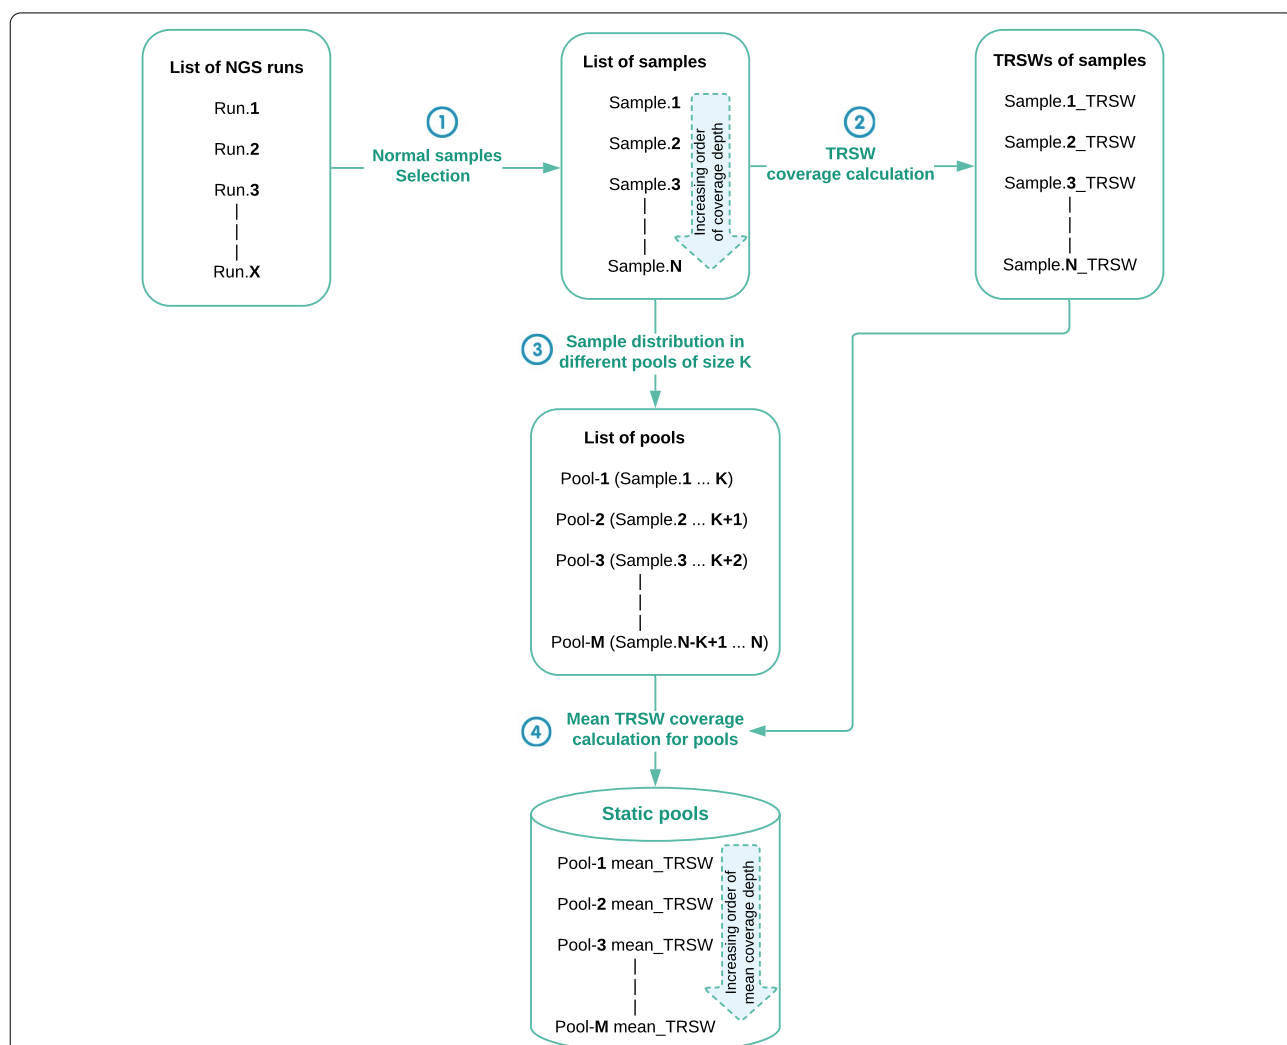 List of NGS runs
Run.1
Run.2
Run.3
Run.X
1
Normal samples
Selection
List of samples
Sample.1
Sample.2
Sample.3
Sample.N
Increasing order
of coverage depth
2
TRSW
coverage calculation
TRSWs of samples
Sample.1_TRSW
Sample.2_TRSW
Sample.3_TRSW
Sample.N_TRSW
3
Sample distribution in
different pools of size K
List of pools
Pool-1 (Sample.1 ... K)
Pool-2 (Sample.2 ... K+1)
Pool-3 (Sample.3 ... K+2)
Pool-M (Sample.N-K+1 ... N)
4
Mean TRSW coverage
calculation for pools
Static pools
Pool-1 mean_TRSW
Pool-2 mean_TRSW
Pool-3 mean_TRSW
Pool-M mean_TRSW
Increasing order of
mean coverage depth